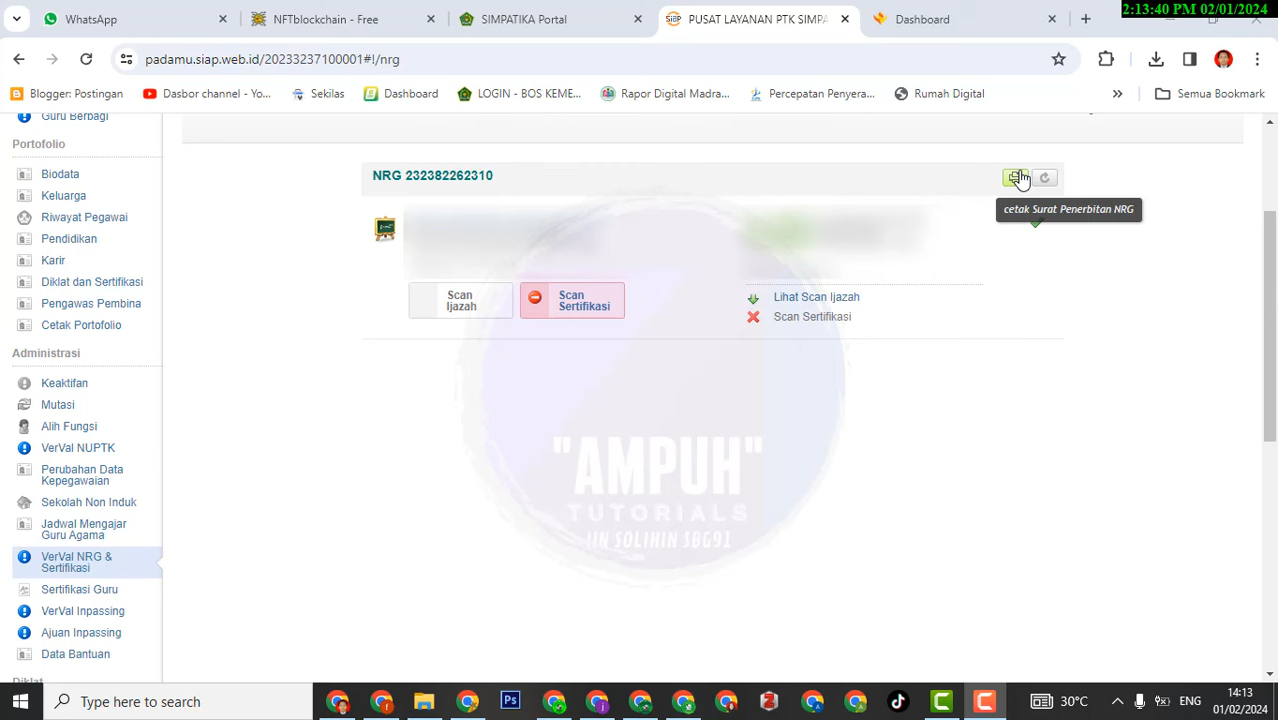 2:13:40 PM 02/01/2024
WhatsApp
NFTblockchain - Free
SIMPATIKA Portal
PUSAT LAYANAN PTK SIMPA
Dashboard
padamu.siap.web.id/20233237100001#!/nrg
Blogger: Postingan
Dasbor channel - Yo...
Sekilas
Dashboard
LOGIN - BOS KEME...
Rapor Digital Madra...
Percepatan Penyera...
Rumah Digital
Semua Bookmark
Guru Berbagi
Portofolio
Biodata
Keluarga
Riwayat Pegawai
Pendidikan
Karir
Diklat dan Sertifikasi
Pengawas Pembina
Cetak Portofolio
Administrasi
Keaktifan
Mutasi
Alih Fungsi
VerVal NUPTK
Perubahan Data
Kepegawaian
Sekolah Non Induk
Jadwal Mengajar
Guru Agama
VerVal NRG &
Sertifikasi
Sertifikasi Guru
VerVal Inpassing
Ajuan Inpassing
Data Bantuan
Diklat
NRG 232382262310
cetak Surat Penerbitan NRG
Scan
Ijazah
Scan
Sertifikasi
Lihat Scan Ijazah
Scan Sertifikasi
"AMPUH"
TUTORIALS
IIN SOLIHIN SBG91
Type here to search
30°C
ENG
14:13
01/02/2024